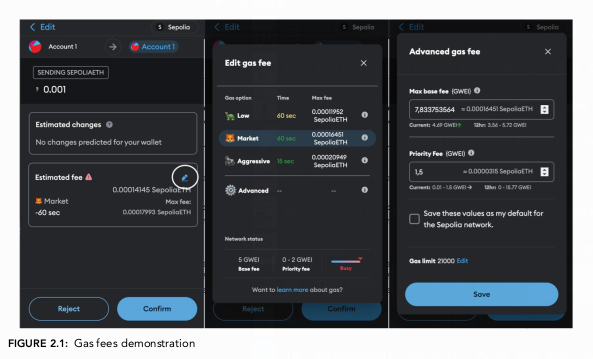 Edit
Sepolia
Account 1
Account 1
SENDING SEPOLIAETH
0.001
Estimated changes
No changes predicted for your wallet
Estimated fee
0.00014145 SepoliaETH
Market
Max fee:
~60 sec
0.00017993 SepoliaETH
Reject
Confirm
Edit
Sepolia
Edit gas fee
Gas option
Time
Max fee
Low
60 sec
0.00011952
SepoliaETH
Market
60 sec
0.00016451
SepoliaETH
Aggressive
15 sec
0.00020949
SepoliaETH
Advanced
--
--
Network status
5 GWEI
0 - 2 GWEI
Base fee
Priority fee
Busy
Want to learn more about gas?
Reject
Confirm
Edit
Sepolia
Advanced gas fee
Max base fee (GWEI)
7,833753564
≈ 0.00016451 SepoliaETH
Current: 4.69 GWEI↑
12hr: 3.56 - 5.72 GWEI
Priority Fee (GWEI)
1,5
≈ 0.0000315 SepoliaETH
Current: 0.01 - 1.5 GWEI→
12hr: 0 - 15.77 GWEI
Save these values as my default for
the Sepolia network.
Gas limit 21000 Edit
Save
Reject
Confirm
FIGURE 2.1: Gas fees demonstration